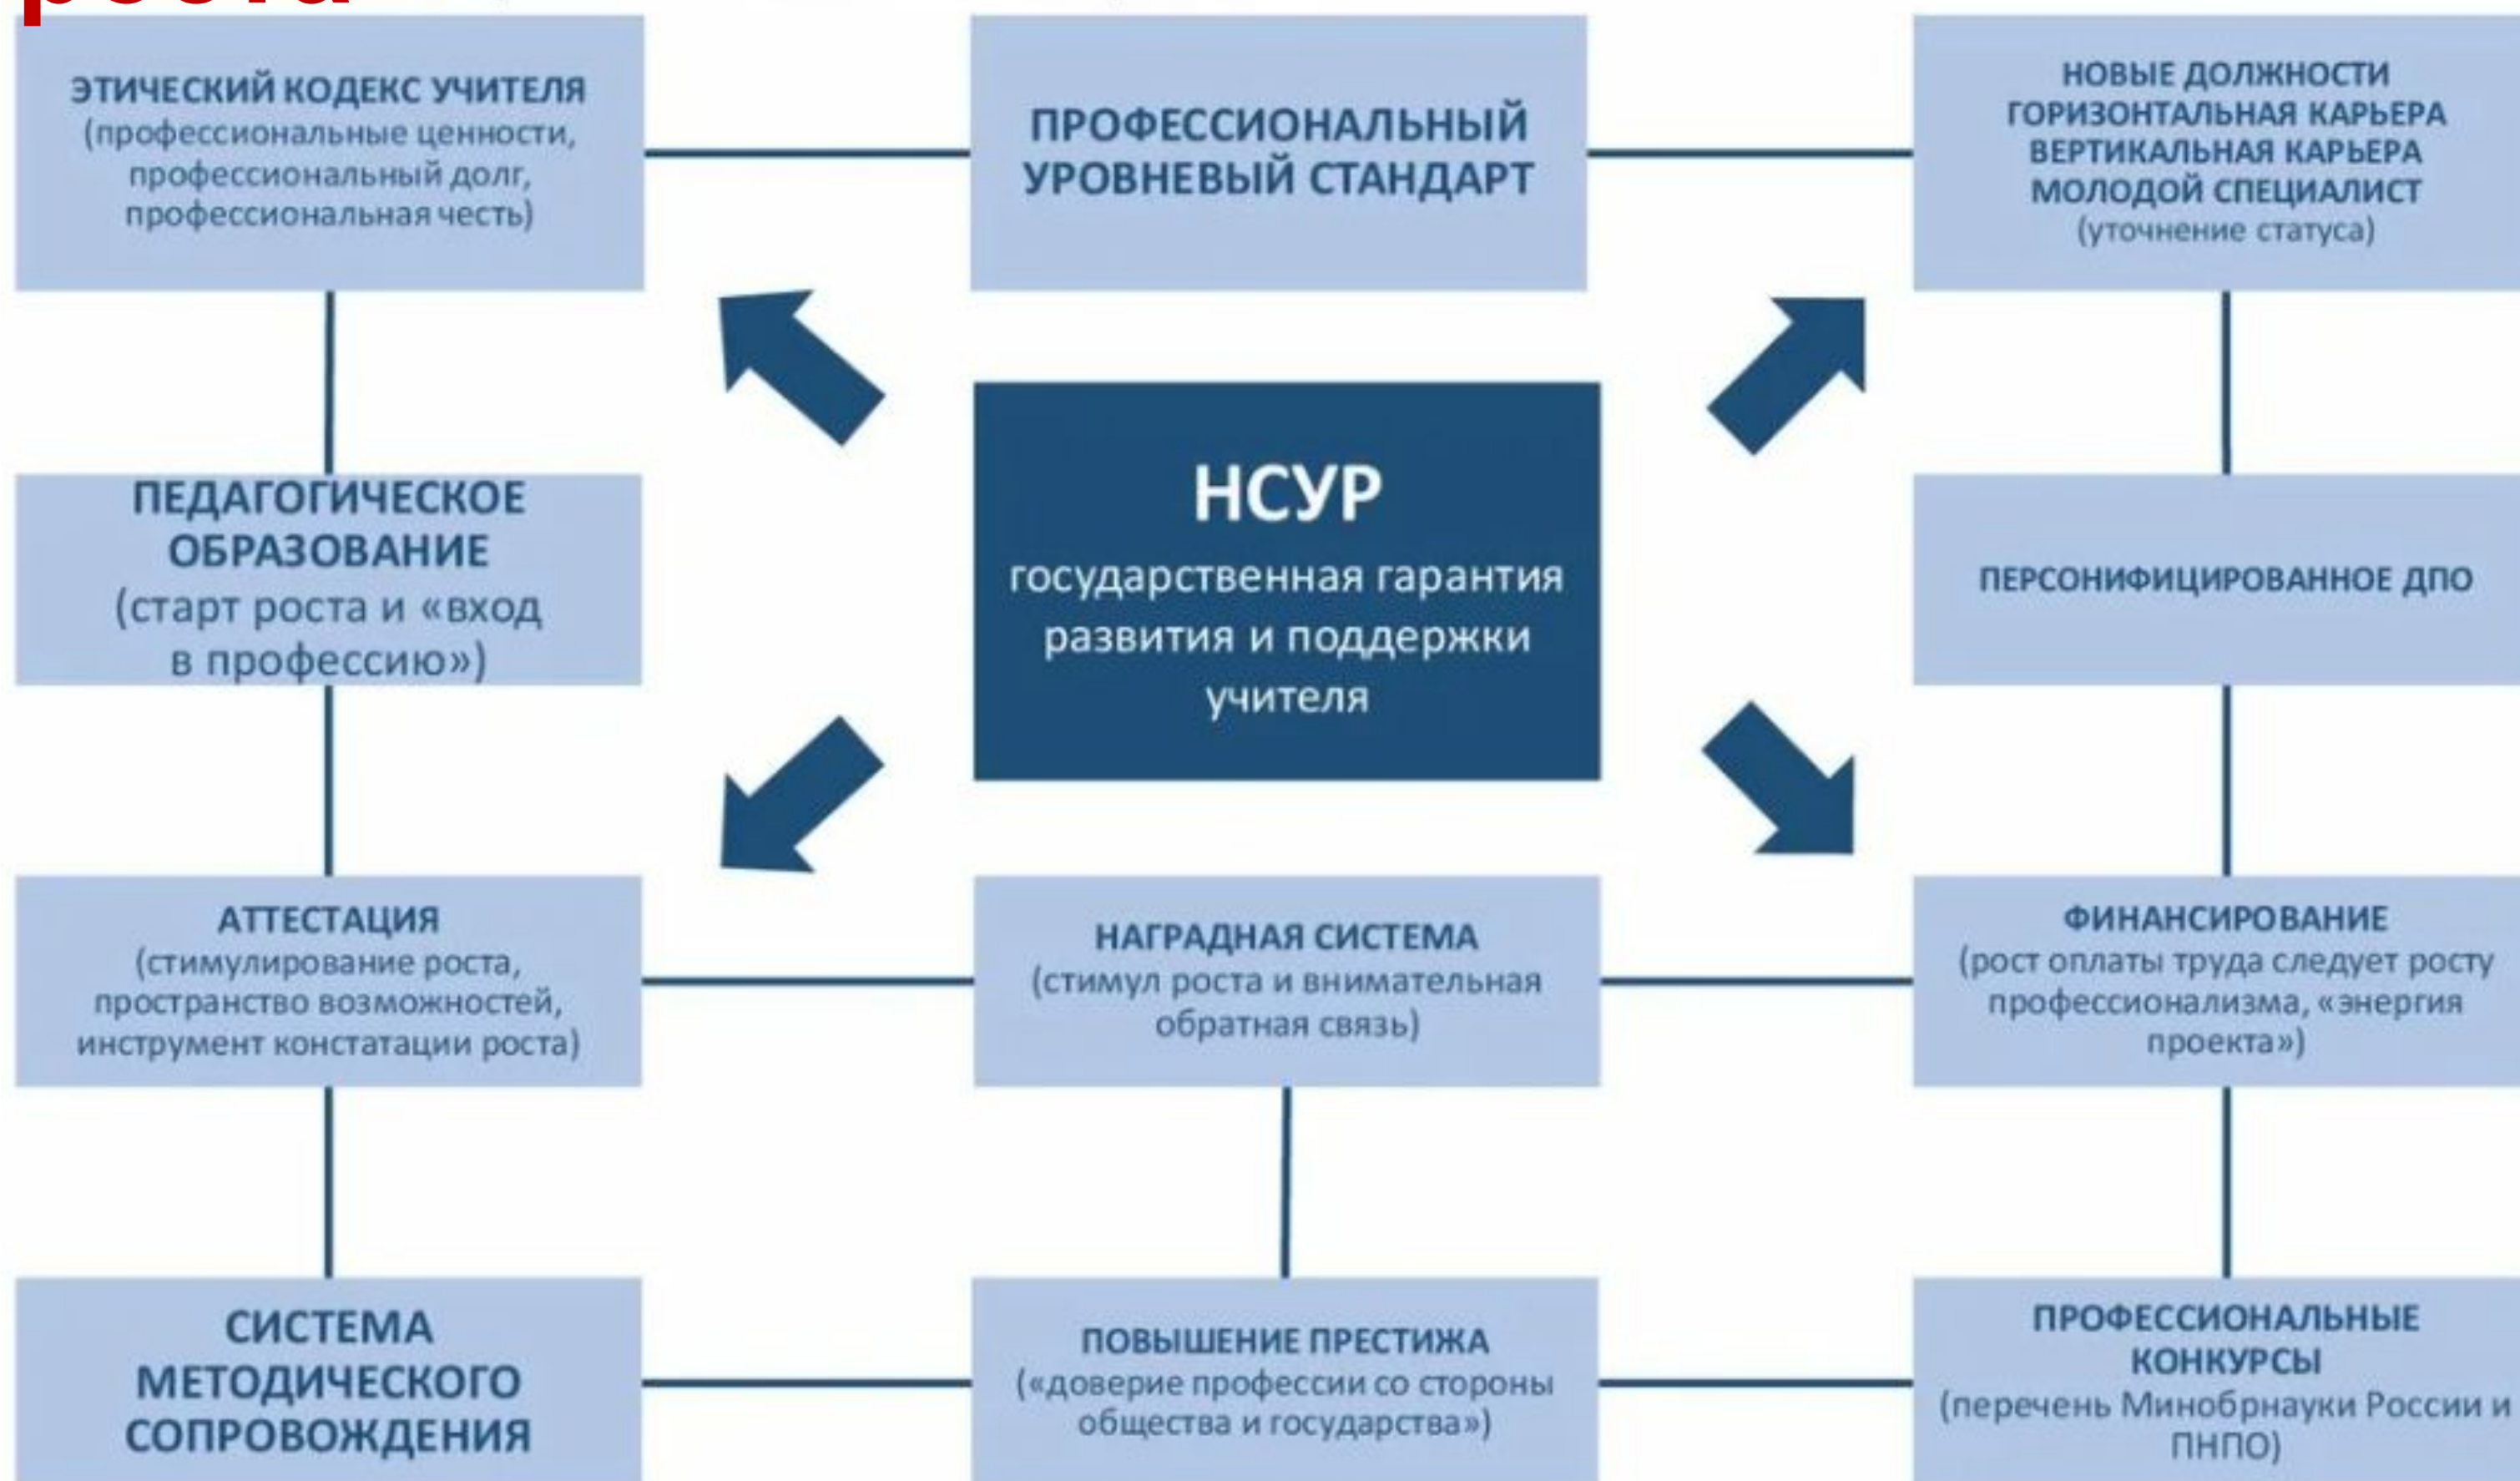 роста
ЭТИЧЕСКИЙ КОДЕКС УЧИТЕЛЯ
(профессиональные ценности,
профессиональный долг,
профессиональная честь)
ПРОФЕССИОНАЛЬНЫЙ
УРОВНЕВЫЙ СТАНДАРТ
НОВЫЕ ДОЛЖНОСТИ
ГОРИЗОНТАЛЬНАЯ КАРЬЕРА
ВЕРТИКАЛЬНАЯ КАРЬЕРА
МОЛОДОЙ СПЕЦИАЛИСТ
(уточнение статуса)
ПЕДАГОГИЧЕСКОЕ
ОБРАЗОВАНИЕ
(старт роста и «вход
в профессию»)
НСУР
государственная гарантия
развития и поддержки
учителя
ПЕРСОНИФИЦИРОВАННОЕ ДПО
АТТЕСТАЦИЯ
(стимулирование роста,
пространство возможностей,
инструмент констатации роста)
НАГРАДНАЯ СИСТЕМА
(стимул роста и внимательная
обратная связь)
ФИНАНСИРОВАНИЕ
(рост оплаты труда следует росту
профессионализма, «энергия
проекта»)
СИСТЕМА
МЕТОДИЧЕСКОГО
СОПРОВОЖДЕНИЯ
ПОВЫШЕНИЕ ПРЕСТИЖА
(«доверие профессии со стороны
общества и государства»)
ПРОФЕССИОНАЛЬНЫЕ
КОНКУРСЫ
(перечень Минобрнауки России и
ПНПО)